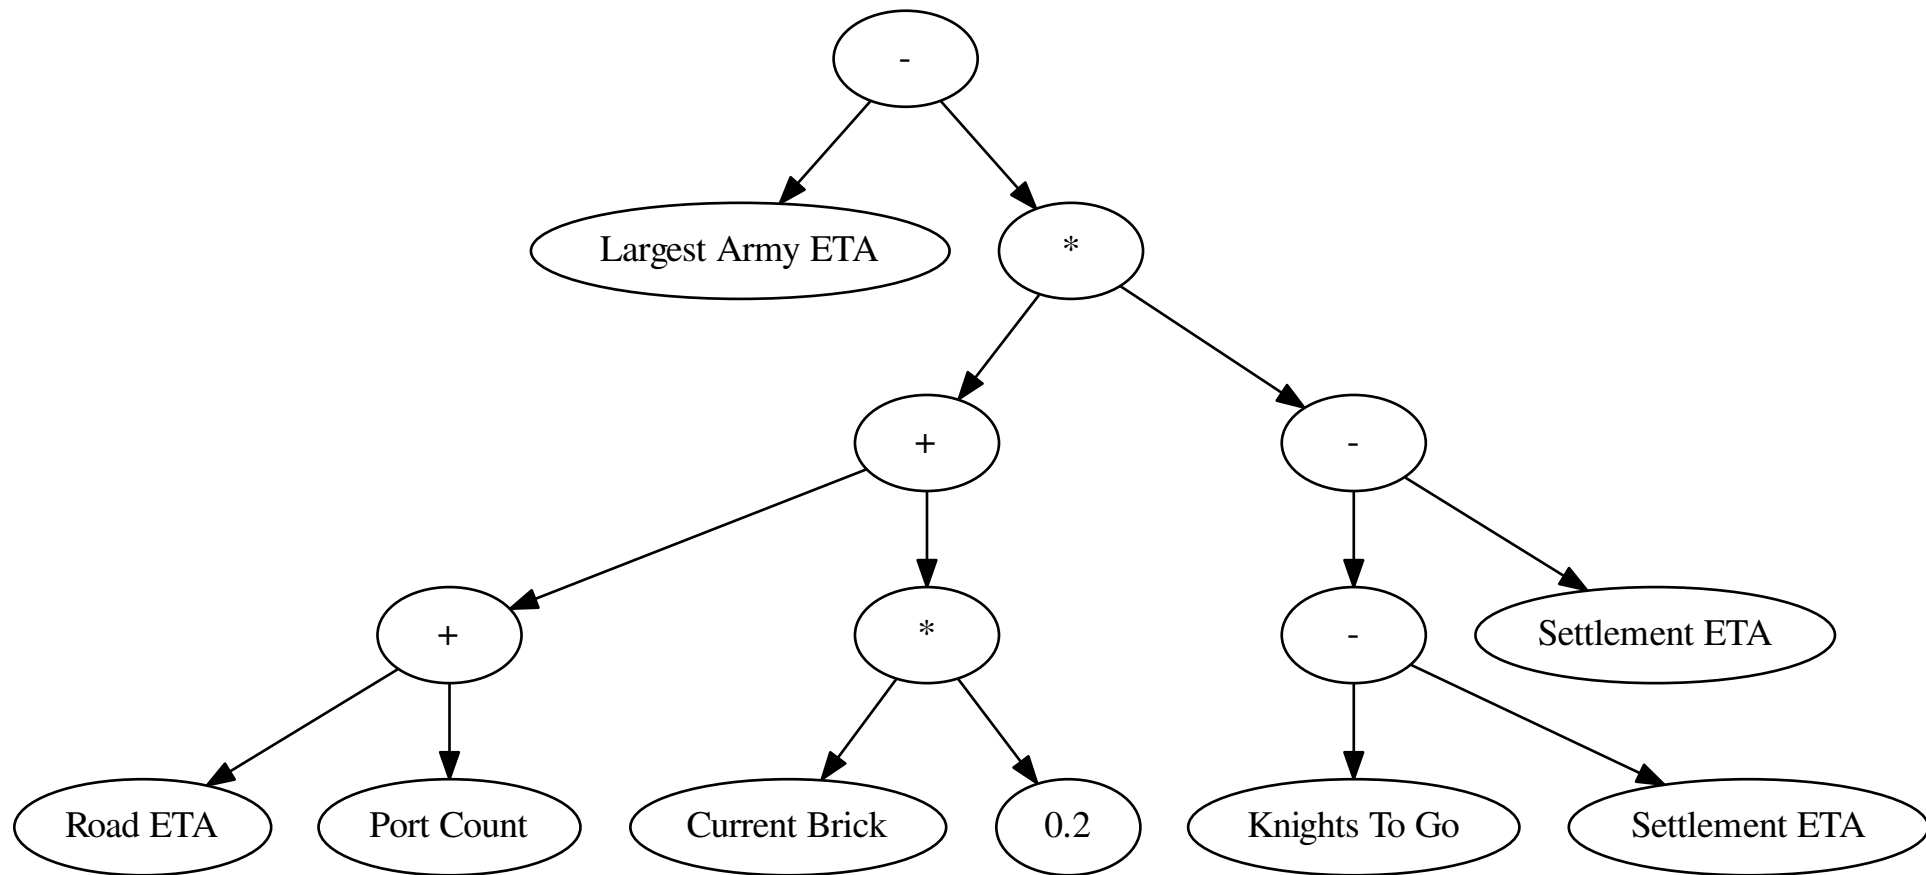 -
Largest Army ETA
*
+
-
+
*
-
Settlement ETA
Road ETA
Port Count
Current Brick
0.2
Knights To Go
Settlement ETA